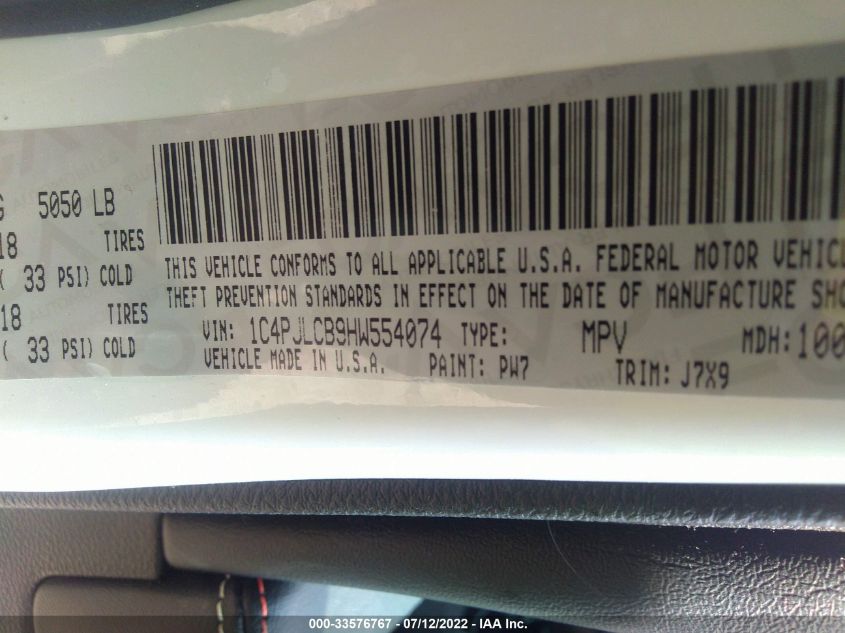 G 5050 LB
18 TIRES
( 33 PSI) COLD
18 TIRES
( 33 PSI) COLD
THIS VEHICLE CONFORMS TO ALL APPLICABLE U.S.A. FEDERAL MOTOR VEHICL
THEFT PREVENTION STANDARDS IN EFFECT ON THE DATE OF MANUFACTURE SHO
VIN: 1C4PJLCB9HW554074 TYPE: MPV MDH: 100
VEHICLE MADE IN U.S.A. PAINT: PW7 TRIM: J7X9
000-33576767 - 07/12/2022 - IAA Inc.